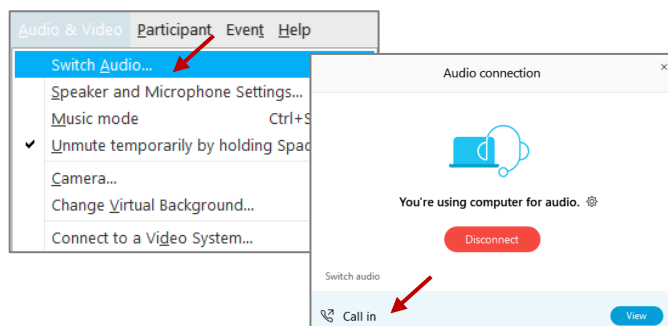 Audio & Video Participant Event Help
Switch Audio...
Speaker and Microphone Settings...
Music mode Ctrl+S
Unmute temporarily by holding Spac
Camera...
Change Virtual Background...
Connect to a Video System...
Audio connection
You're using computer for audio.
Disconnect
Switch audio
Call in View